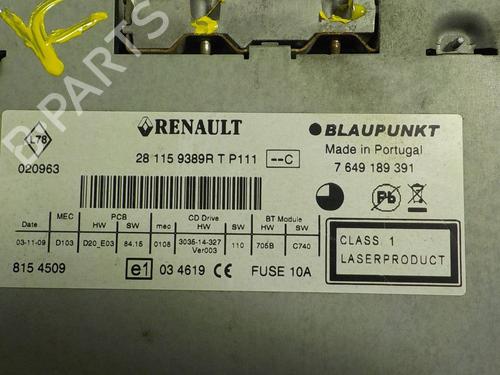 B-PARTS
L78
RENAULT
BLAUPUNKT
Made in Portugal
020963
28 115 9389R T P111 --C
7 649 189 391
Pb
MEC PCB CD Drive BT Module
Date HW SW mec HW SW HW SW
03-11-09 D103 D20_E03 84.15 0108 3035-14-327 Ver003 110 705B C740
CLASS 1
LASERPRODUCT
815 4509
e1 03 4619 CE FUSE 10A